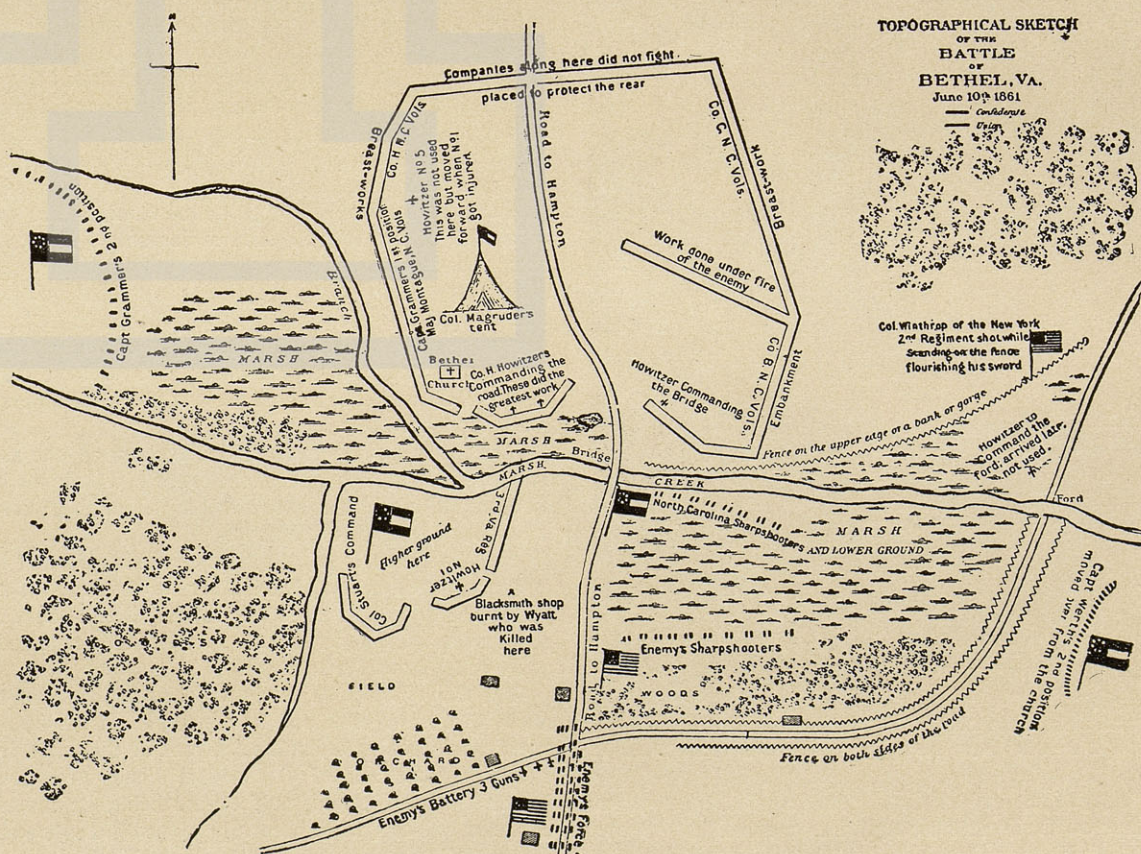 TOPOGRAPHICAL SKETCH
OF THE
BATTLE
OF
BETHEL, VA.
June 10th 1861
Confederate
Union
N
Companies along here did not fight
placed to protect the rear
Breastworks
Co. H N.C Vols
Howitzer No 5
This was not used
here but moved
forward when No 1
got injured
Capt Grammers 1st position
Maj Montague, N.C. Vols
Col. Magruder's
tent
Road to Hampton
Co. G N.C Vols
Breastwork
Work done under fire
of the enemy
Capt Grammer's 2nd position
MARSH
Branch
Bethel
Church
Co. H Howitzers
Commanding the
road. These did the
greatest work
Howitzer Commanding
the Bridge
Co B N.C. Vols.
Embankment
Col. Winthrop of the New York
2nd Regiment shot while
standing on the fence
flourishing his sword
Fence on the upper edge of a bank or gorge
Howitzer to
Command the
Ford; arrived late,
not used.
MARSH
Bridge
MARSH
CREEK
Ford
North Carolina Sharpshooters
MARSH
AND LOWER GROUND
Col Stuarts Command
Higher ground
here
3rd. Va. Reg
Howitzer
No 1
A
Blacksmith shop
burnt by Wyatt
who was
Killed
here
WOODS
Road to Hampton
Enemy's Sharpshooters
WOODS
Capt Werth's 2nd position
moved over from the church
Fence on both sides of the road
FIELD
ORCHARD
Enemy's Battery 3 Guns
Enemy's Force